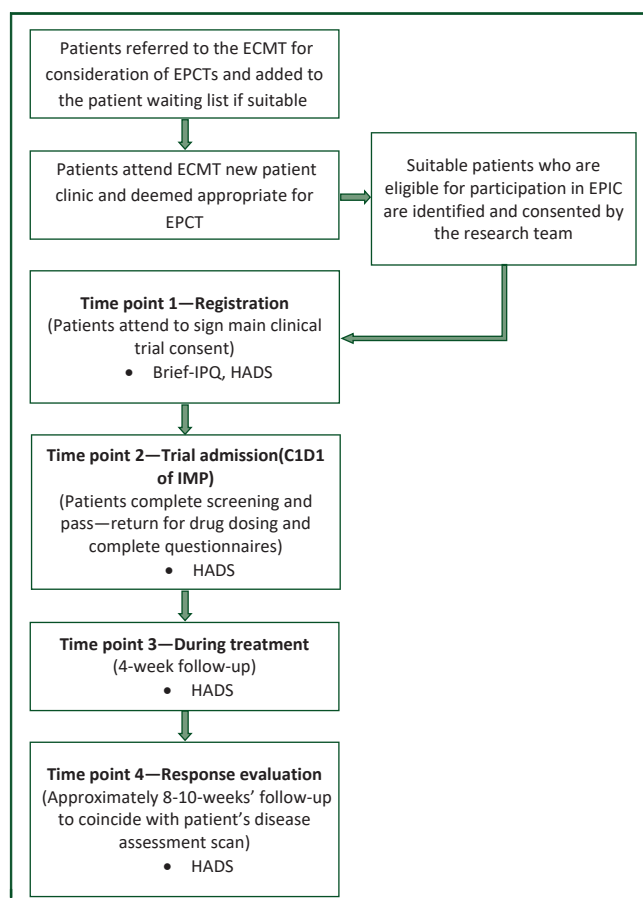 Patients referred to the ECMT for
consideration of EPCTs and added to
the patient waiting list if suitable
Patients attend ECMT new patient
clinic and deemed appropriate for
EPCT
Suitable patients who are
eligible for participation in EPIC
are identified and consented by
the research team
Time point 1—Registration
(Patients attend to sign main clinical
trial consent)
• Brief-IPQ, HADS
Time point 2—Trial admission(C1D1
of IMP)
(Patients complete screening and
pass—return for drug dosing and
complete questionnaires)
• HADS
Time point 3—During treatment
(4-week follow-up)
• HADS
Time point 4—Response evaluation
(Approximately 8-10-weeks’ follow-up
to coincide with patient’s disease
assessment scan)
• HADS